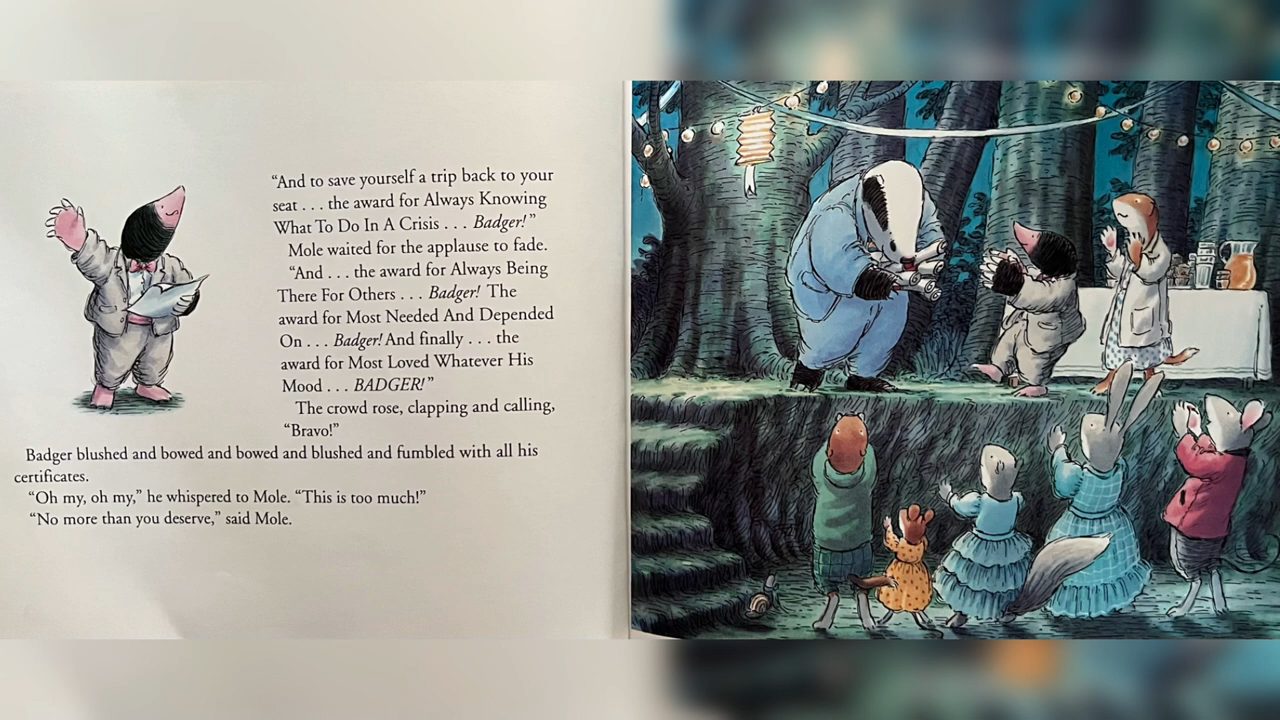 “And to save yourself a trip back to your
seat . . . the award for Always Knowing
What To Do In A Crisis . . . Badger!”
Mole waited for the applause to fade.
“And . . . the award for Always Being
There For Others . . . Badger! The
award for Most Needed And Depended
On . . . Badger! And finally . . . the
award for Most Loved Whatever His
Mood . . . BADGER!”
The crowd rose, clapping and calling,
“Bravo!”
Badger blushed and bowed and bowed and blushed and fumbled with all his
certificates.
“Oh my, oh my,” he whispered to Mole. “This is too much!”
“No more than you deserve,” said Mole.